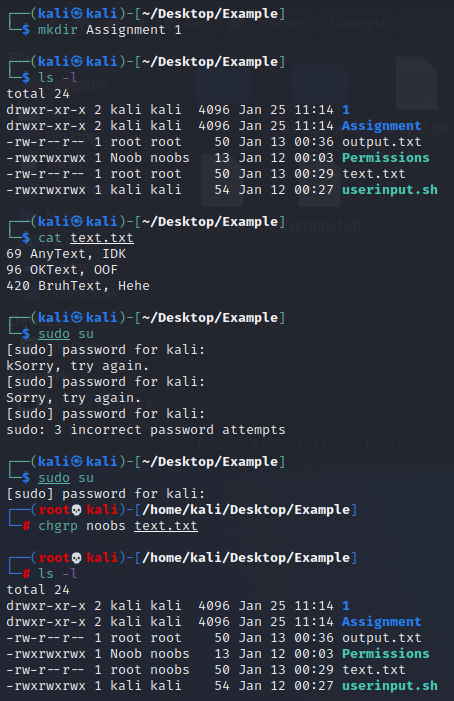 ┌──(kali㉿kali)-[~/Desktop/Example]
└─$ mkdir Assignment 1
┌──(kali㉿kali)-[~/Desktop/Example]
└─$ ls -l
total 24
drwxr-xr-x 2 kali kali  4096 Jan 25 11:14 1
drwxr-xr-x 2 kali kali  4096 Jan 25 11:14 Assignment
-rw-r--r-- 1 root root    50 Jan 13 00:36 output.txt
-rwxrwxrwx 1 Noob noobs   13 Jan 12 00:03 Permissions
-rw-r--r-- 1 root root    50 Jan 13 00:29 text.txt
-rwxrwxrwx 1 kali kali    54 Jan 12 00:27 userinput.sh
┌──(kali㉿kali)-[~/Desktop/Example]
└─$ cat text.txt
69 AnyText, IDK
96 OKText, OOF
420 BruhText, Hehe
┌──(kali㉿kali)-[~/Desktop/Example]
└─$ sudo su
[sudo] password for kali:
kSorry, try again.
[sudo] password for kali:
Sorry, try again.
[sudo] password for kali:
sudo: 3 incorrect password attempts
┌──(kali㉿kali)-[~/Desktop/Example]
└─$ sudo su
[sudo] password for kali:
┌──(root💀kali)-[/home/kali/Desktop/Example]
└─# chgrp noobs text.txt
┌──(root💀kali)-[/home/kali/Desktop/Example]
└─# ls -l
total 24
drwxr-xr-x 2 kali kali  4096 Jan 25 11:14 1
drwxr-xr-x 2 kali kali  4096 Jan 25 11:14 Assignment
-rw-r--r-- 1 root root    50 Jan 13 00:36 output.txt
-rwxrwxrwx 1 Noob noobs   13 Jan 12 00:03 Permissions
-rw-r--r-- 1 root noobs   50 Jan 13 00:29 text.txt
-rwxrwxrwx 1 kali kali    54 Jan 12 00:27 userinput.sh